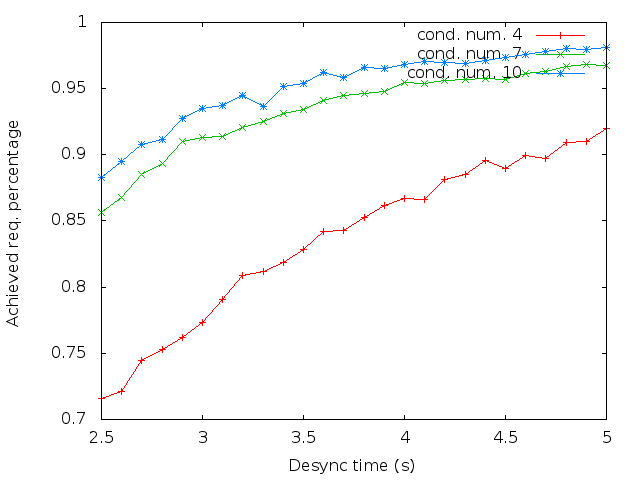 1
0.95
0.9
0.85
0.8
0.75
0.7
2.5 3 3.5 4 4.5 5
Achieved req. percentage
Desync time (s)
cond. num. 4
cond. num. 7
cond. num. 10